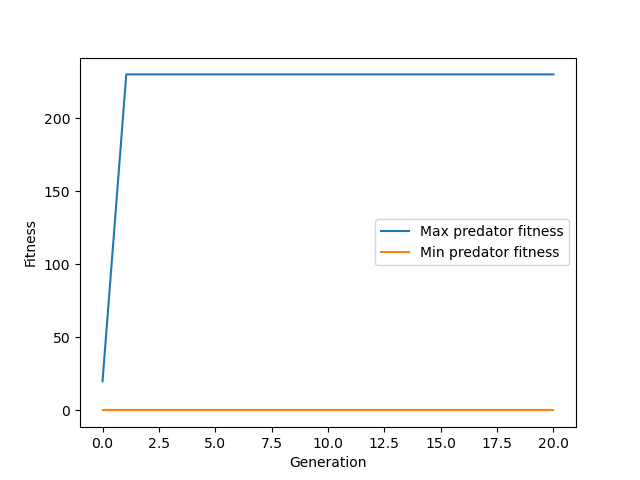 200
150
100
50
0
Fitness
Max predator fitness
Min predator fitness
0.0 2.5 5.0 7.5 10.0 12.5 15.0 17.5 20.0
Generation